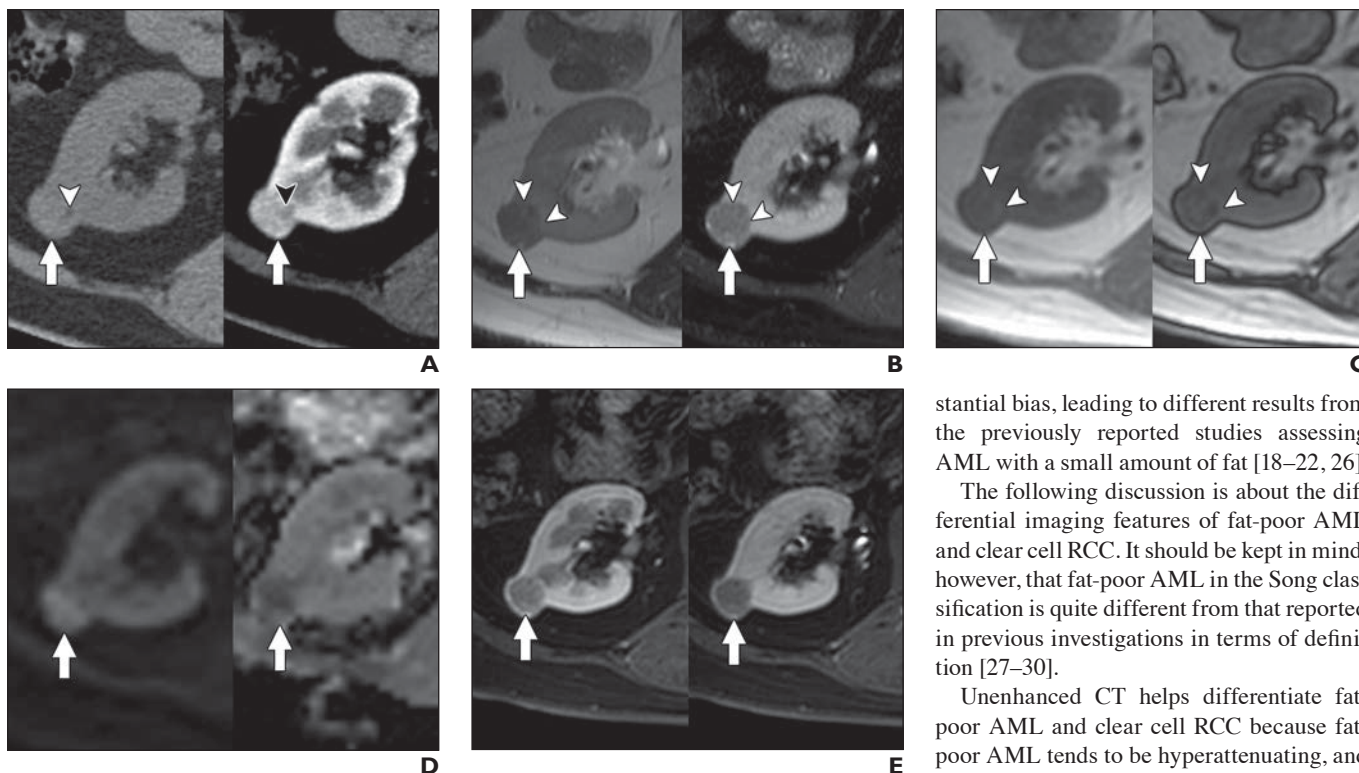 A
B
C
D
E
stantial bias, leading to different results from
the previously reported studies assessing
AML with a small amount of fat [18–22, 26]
The following discussion is about the dif-
ferential imaging features of fat-poor AML
and clear cell RCC. It should be kept in mind,
however, that fat-poor AML in the Song clas-
sification is quite different from that reported
in previous investigations in terms of defini-
tion [27–30].
Unenhanced CT helps differentiate fat-
poor AML and clear cell RCC because fat-
poor AML tends to be hyperattenuating, and